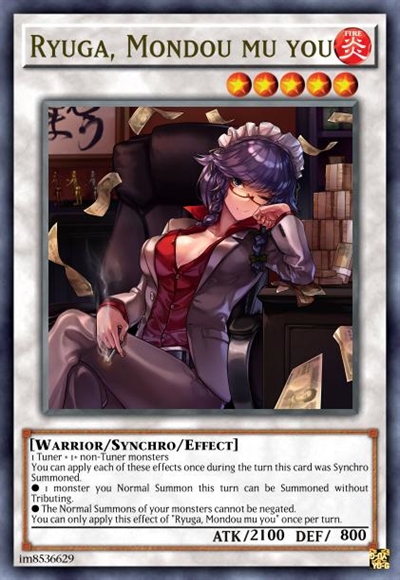 Ryuga, Mondou mu you
FIRE
炎
[Warrior/Synchro/Effect]
1 Tuner + 1+ non-Tuner monsters
You can apply each of these effects once during the turn this card was Synchro
Summoned.
● 1 monster you Normal Summon this turn can be Summoned without
Tributing.
● The Normal Summons of your monsters cannot be negated.
You can only apply this effect of "Ryuga, Mondou mu you" once per turn.
ATK/2100 DEF/ 800
im8536629